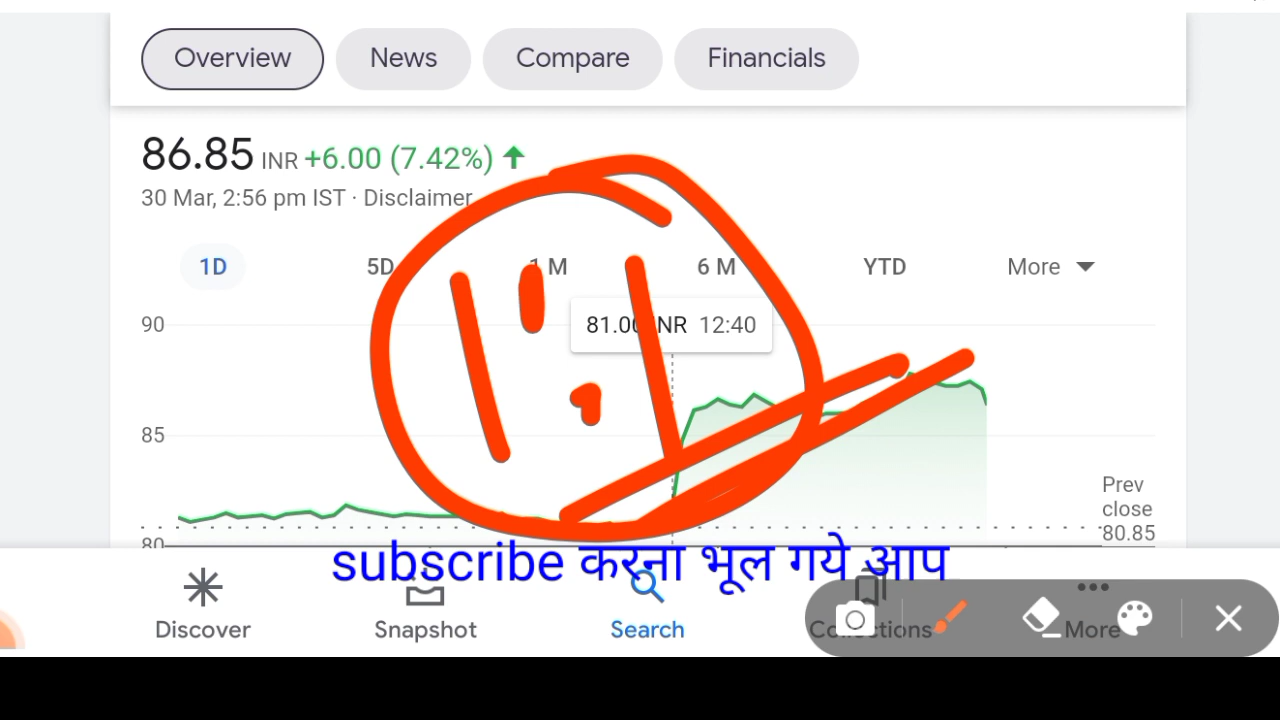 Overview News Compare Financials
86.85 INR +6.00 (7.42%)
30 Mar, 2:56 pm IST · Disclaimer
1D 5D 1 M 6 M YTD More
90
81.00 INR 12:40
85
Prev
close
80.85
80
subscribe करना भूल गये आप
Discover Snapshot Search Collections More